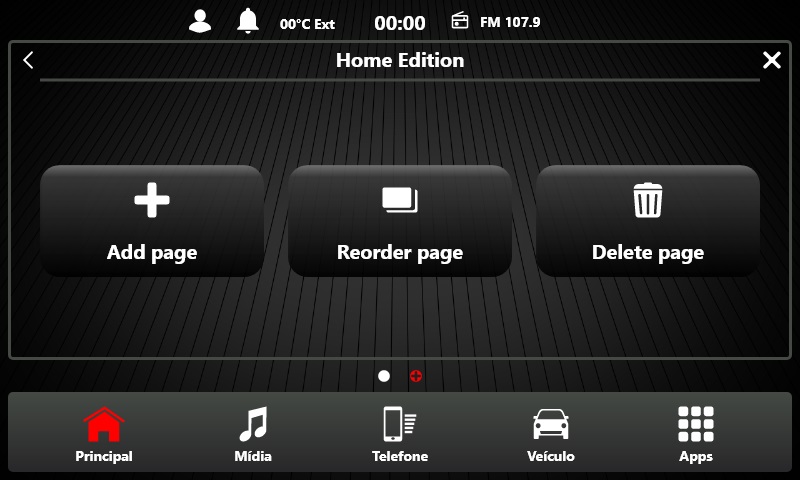 00°C Ext 00:00 FM 107.9
Home Edition
Add page Reorder page Delete page
Principal Mídia Telefone Veículo Apps